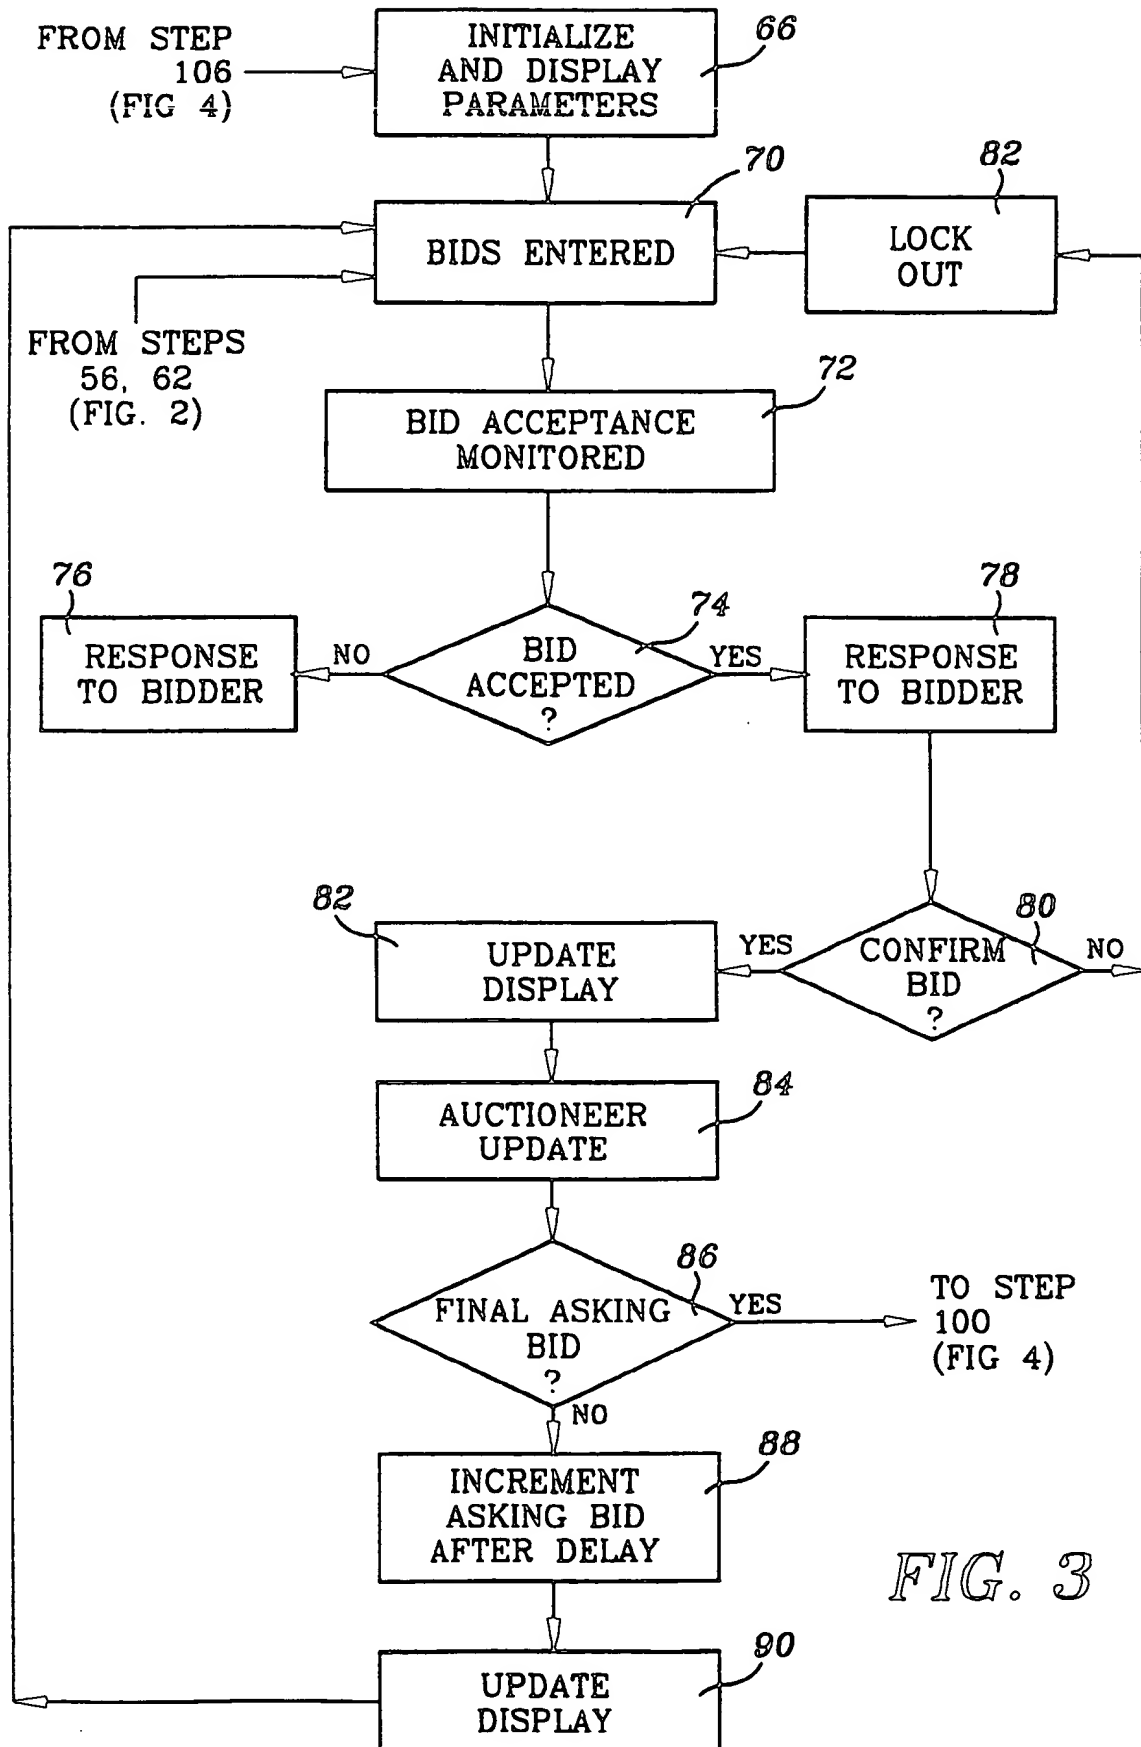 FROM STEP
106
(FIG 4)
INITIALIZE
AND DISPLAY
PARAMETERS
66
70
BIDS ENTERED
82
LOCK
OUT
FROM STEPS
56, 62
(FIG. 2)
72
BID ACCEPTANCE
MONITORED
76
RESPONSE
TO BIDDER
NO
74
BID
ACCEPTED
?
YES
78
RESPONSE
TO BIDDER
82
UPDATE
DISPLAY
YES
80
CONFIRM
BID
?
NO
84
AUCTIONEER
UPDATE
86
FINAL ASKING
BID
?
YES
TO STEP
100
(FIG 4)
NO
88
INCREMENT
ASKING BID
AFTER DELAY
FIG. 3
90
UPDATE
DISPLAY